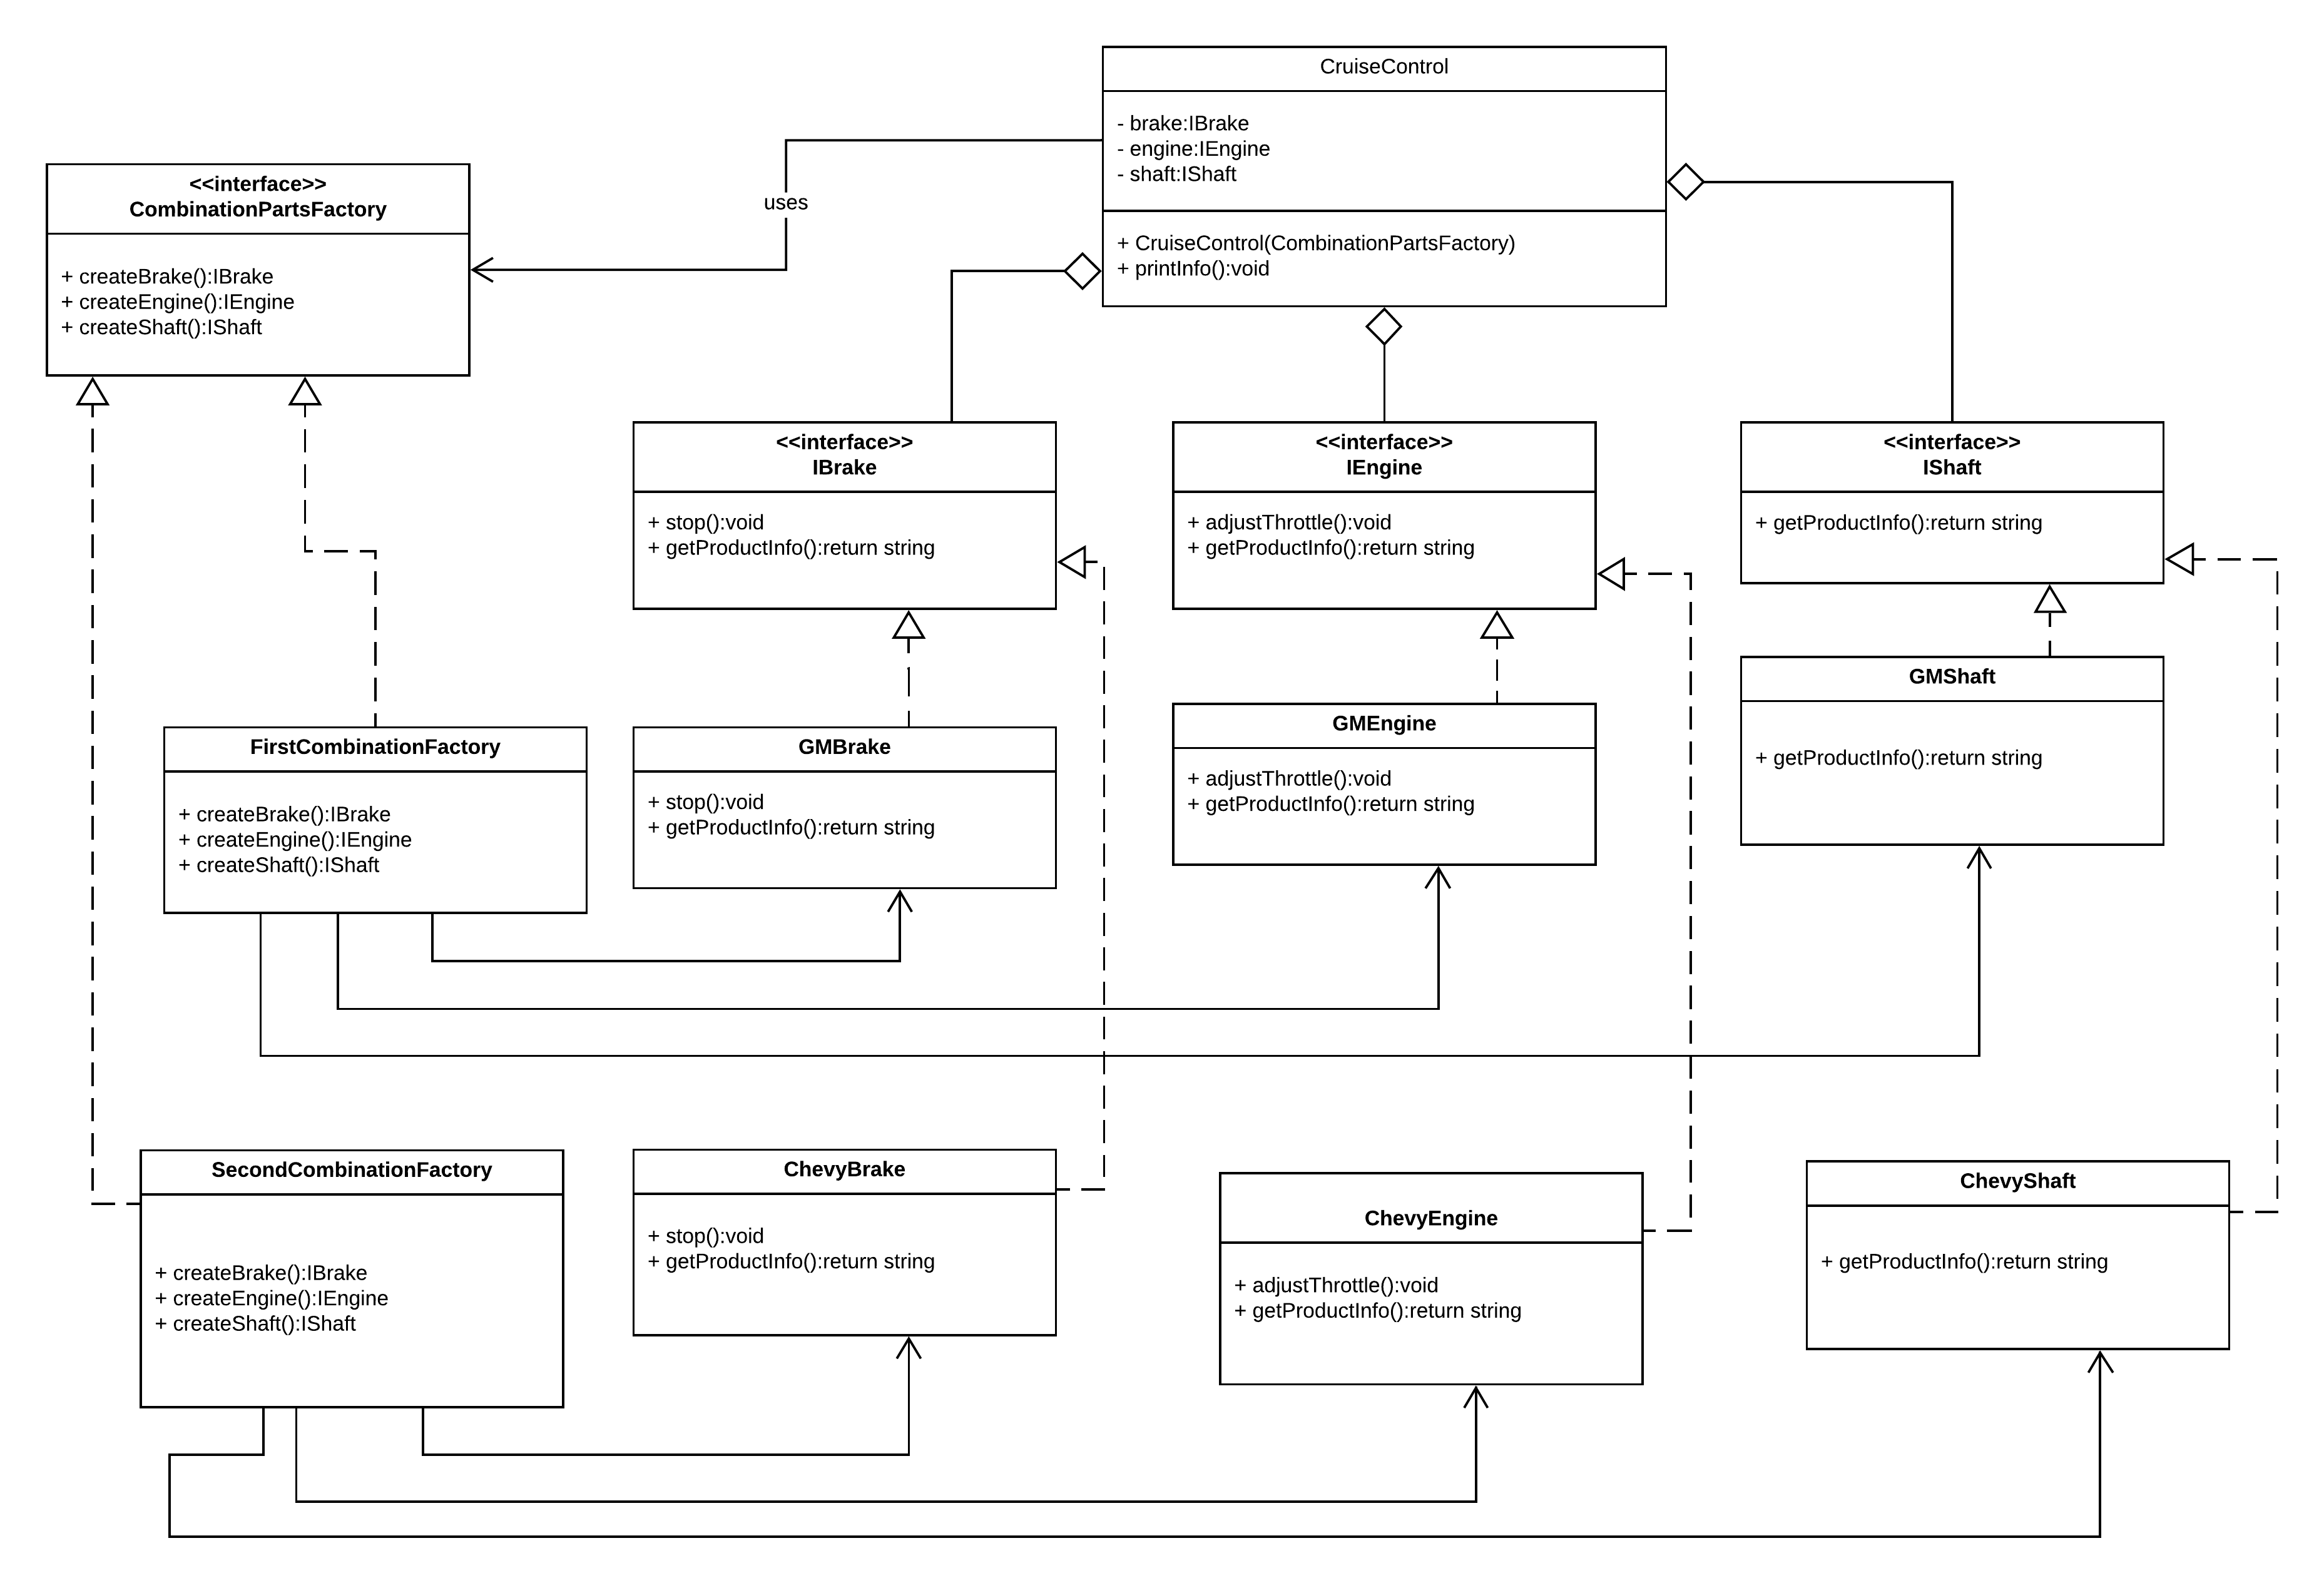 CruiseControl
- brake:IBrake
- engine:IEngine
- shaft:IShaft
+ CruiseControl(CombinationPartsFactory)
+ printInfo():void
<<interface>>
CombinationPartsFactory
+ createBrake():IBrake
+ createEngine():IEngine
+ createShaft():IShaft
uses
<<interface>>
IBrake
+ stop():void
+ getProductInfo():return string
<<interface>>
IEngine
+ adjustThrottle():void
+ getProductInfo():return string
<<interface>>
IShaft
+ getProductInfo():return string
FirstCombinationFactory
+ createBrake():IBrake
+ createEngine():IEngine
+ createShaft():IShaft
GMBrake
+ stop():void
+ getProductInfo():return string
GMEngine
+ adjustThrottle():void
+ getProductInfo():return string
GMShaft
+ getProductInfo():return string
SecondCombinationFactory
+ createBrake():IBrake
+ createEngine():IEngine
+ createShaft():IShaft
ChevyBrake
+ stop():void
+ getProductInfo():return string
ChevyEngine
+ adjustThrottle():void
+ getProductInfo():return string
ChevyShaft
+ getProductInfo():return string